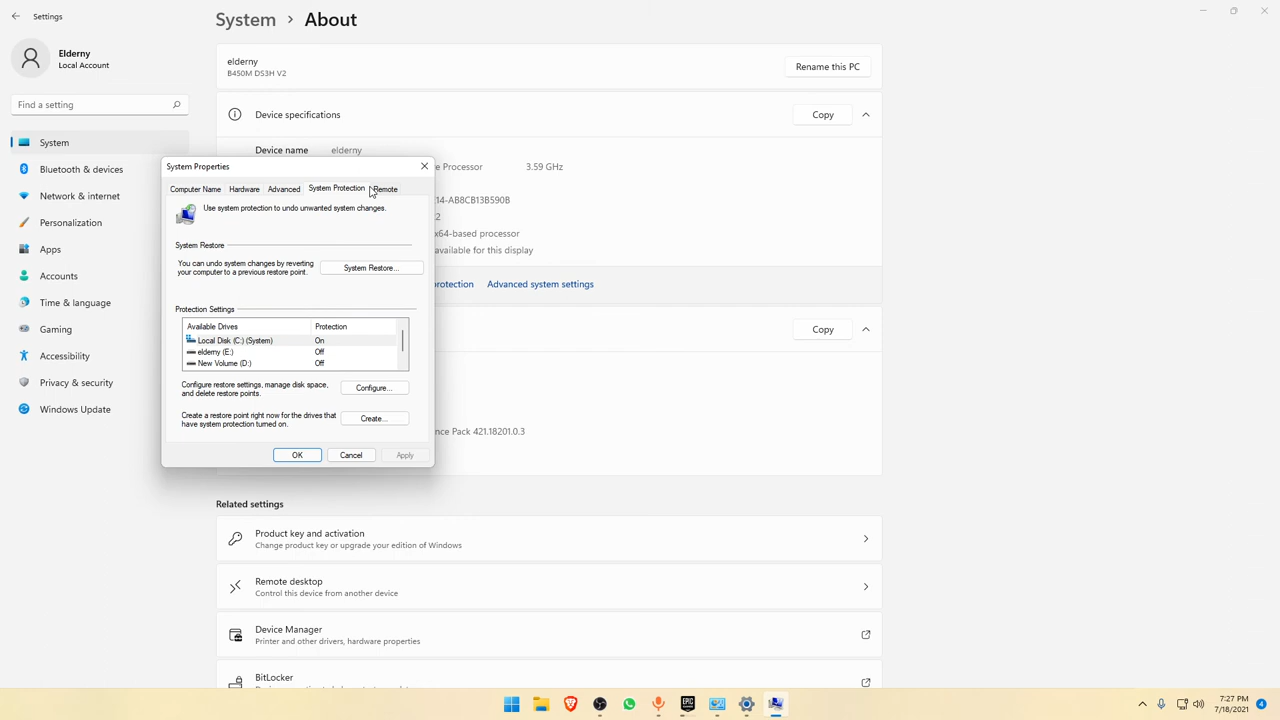 Settings
System > About
Elderny
Local Account
Find a setting
System
Bluetooth & devices
Network & internet
Personalization
Apps
Accounts
Time & language
Gaming
Accessibility
Privacy & security
Windows Update
elderny
B450M DS3H V2
Rename this PC
Device specifications
Copy
Device name elderny
e Processor 3.59 GHz
14-AB8CB13B590B
2
x64-based processor
available for this display
protection Advanced system settings
Copy
nce Pack 421.18201.0.3
System Properties
Computer Name Hardware Advanced System Protection Remote
Use system protection to undo unwanted system changes.
System Restore
You can undo system changes by reverting
your computer to a previous restore point.
System Restore...
Protection Settings
Available Drives Protection
Local Disk (C:) (System) On
elderny (E:) Off
New Volume (D:) Off
Configure restore settings, manage disk space,
and delete restore points.
Configure...
Create a restore point right now for the drives that
have system protection turned on.
Create...
OK Cancel Apply
Related settings
Product key and activation
Change product key or upgrade your edition of Windows
Remote desktop
Control this device from another device
Device Manager
Printer and other drivers, hardware properties
BitLocker
EPIC
7:27 PM
7/18/2021
4